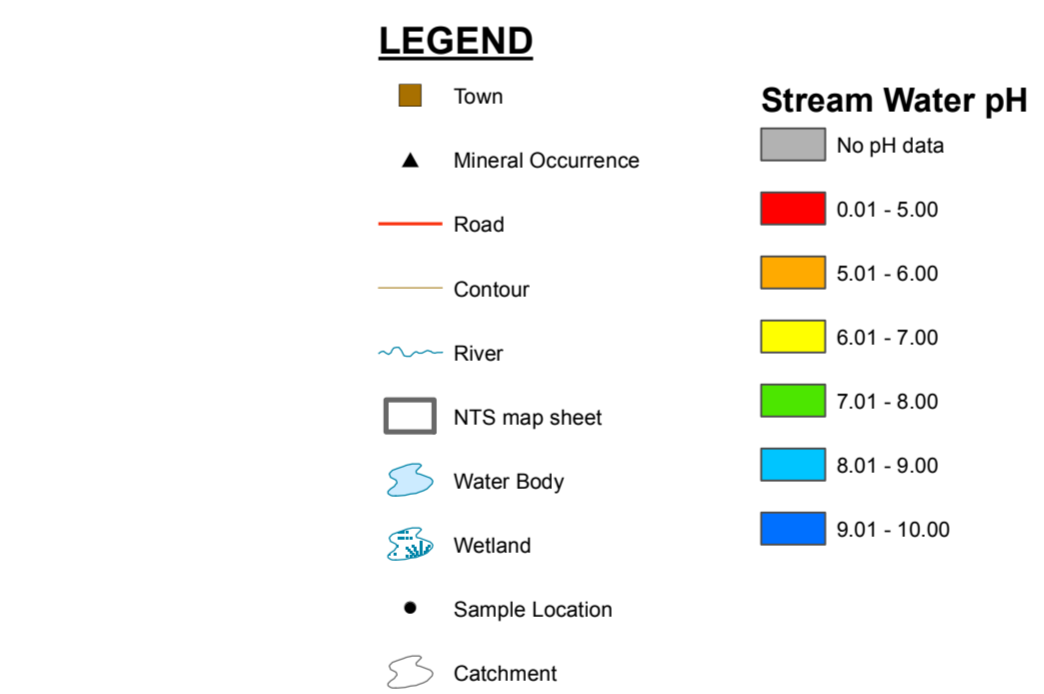 LEGEND
Town
Mineral Occurrence
Road
Contour
River
NTS map sheet
Water Body
Wetland
Sample Location
Catchment
Stream Water pH
No pH data
0.01 - 5.00
5.01 - 6.00
6.01 - 7.00
7.01 - 8.00
8.01 - 9.00
9.01 - 10.00